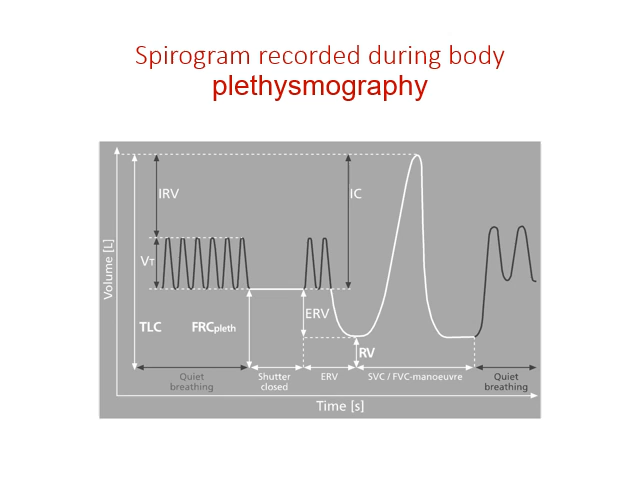 Spirogram recorded during body
plethysmography
IRV
IC
VT
Volume [L]
ERV
TLC
FRCpleth
RV
Quiet
breathing
Shutter
closed
ERV
SVC / FVC-manoeuvre
Quiet
breathing
Time [s]